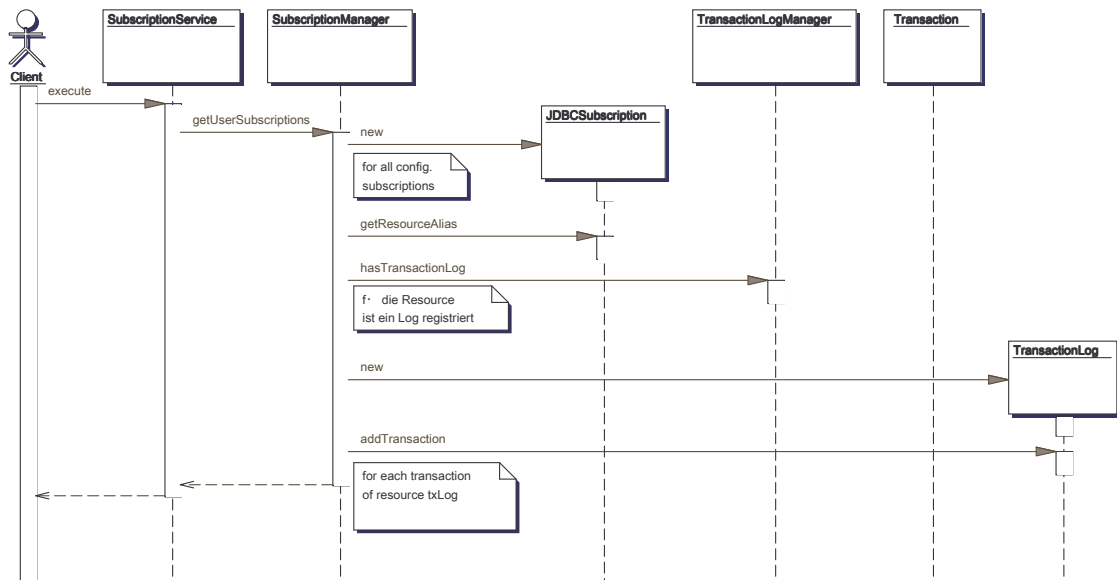 SubscriptionService
SubscriptionManager
TransactionLogManager
Transaction
Client
execute
getUserSubscriptions
new
JDBCSubscription
for all config.
subscriptions
getResourceAlias
hasTransactionLog
f· die Resource
ist ein Log registriert
TransactionLog
new
addTransaction
for each transaction
of resource txLog